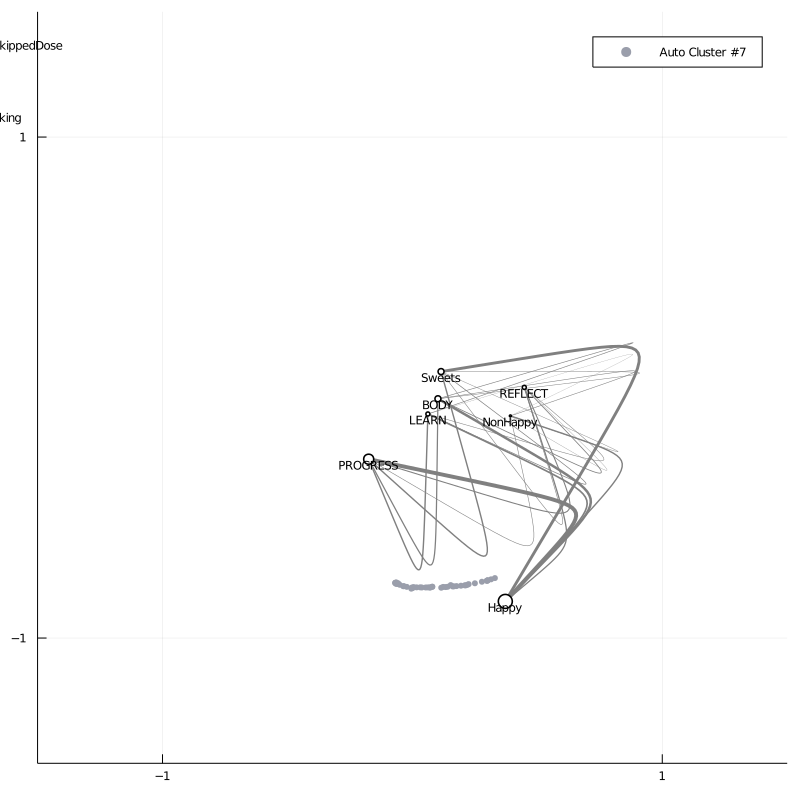 kippedDose
Auto Cluster #7
king
1
Sweets
REFLECT
BODY
LEARN
NonHappy
PROGRESS
Happy
−1
−1
1